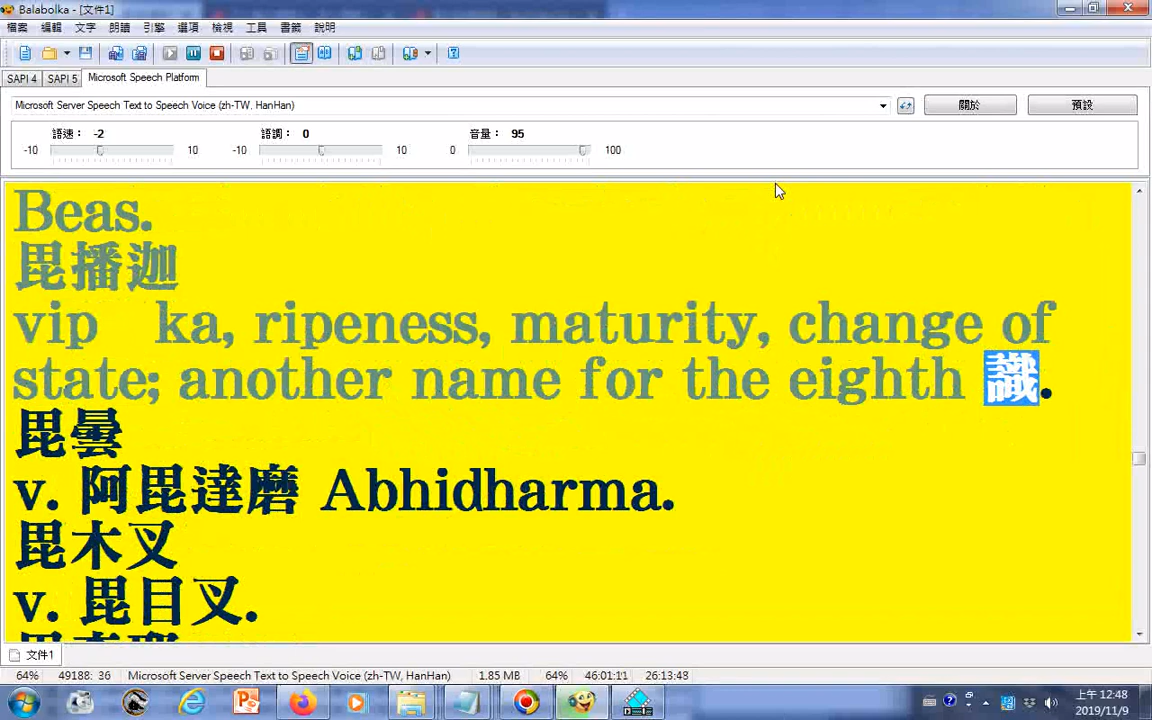 Balabolka - [文件1]
檔案 編輯 文字 朗讀 引擎 選項 檢視 工具 書籤 說明
SAPI 4 SAPI 5 Microsoft Speech Platform
Microsoft Server Speech Text to Speech Voice (zh-TW, HanHan) 關於 預設
語速： -2 語調： 0 音量： 95
-10 10 -10 10 0 100
Beas.
毘播迦
vip ka, ripeness, maturity, change of
state; another name for the eighth 識.
毘曇
v. 阿毘達磨 Abhidharma.
毘木叉
v. 毘目叉.
文件1
64% 49188: 36 Microsoft Server Speech Text to Speech Voice (zh-TW, HanHan) 1.85 MB 64% 46:01:11 26:13:48
上午 12:48
2019/11/9